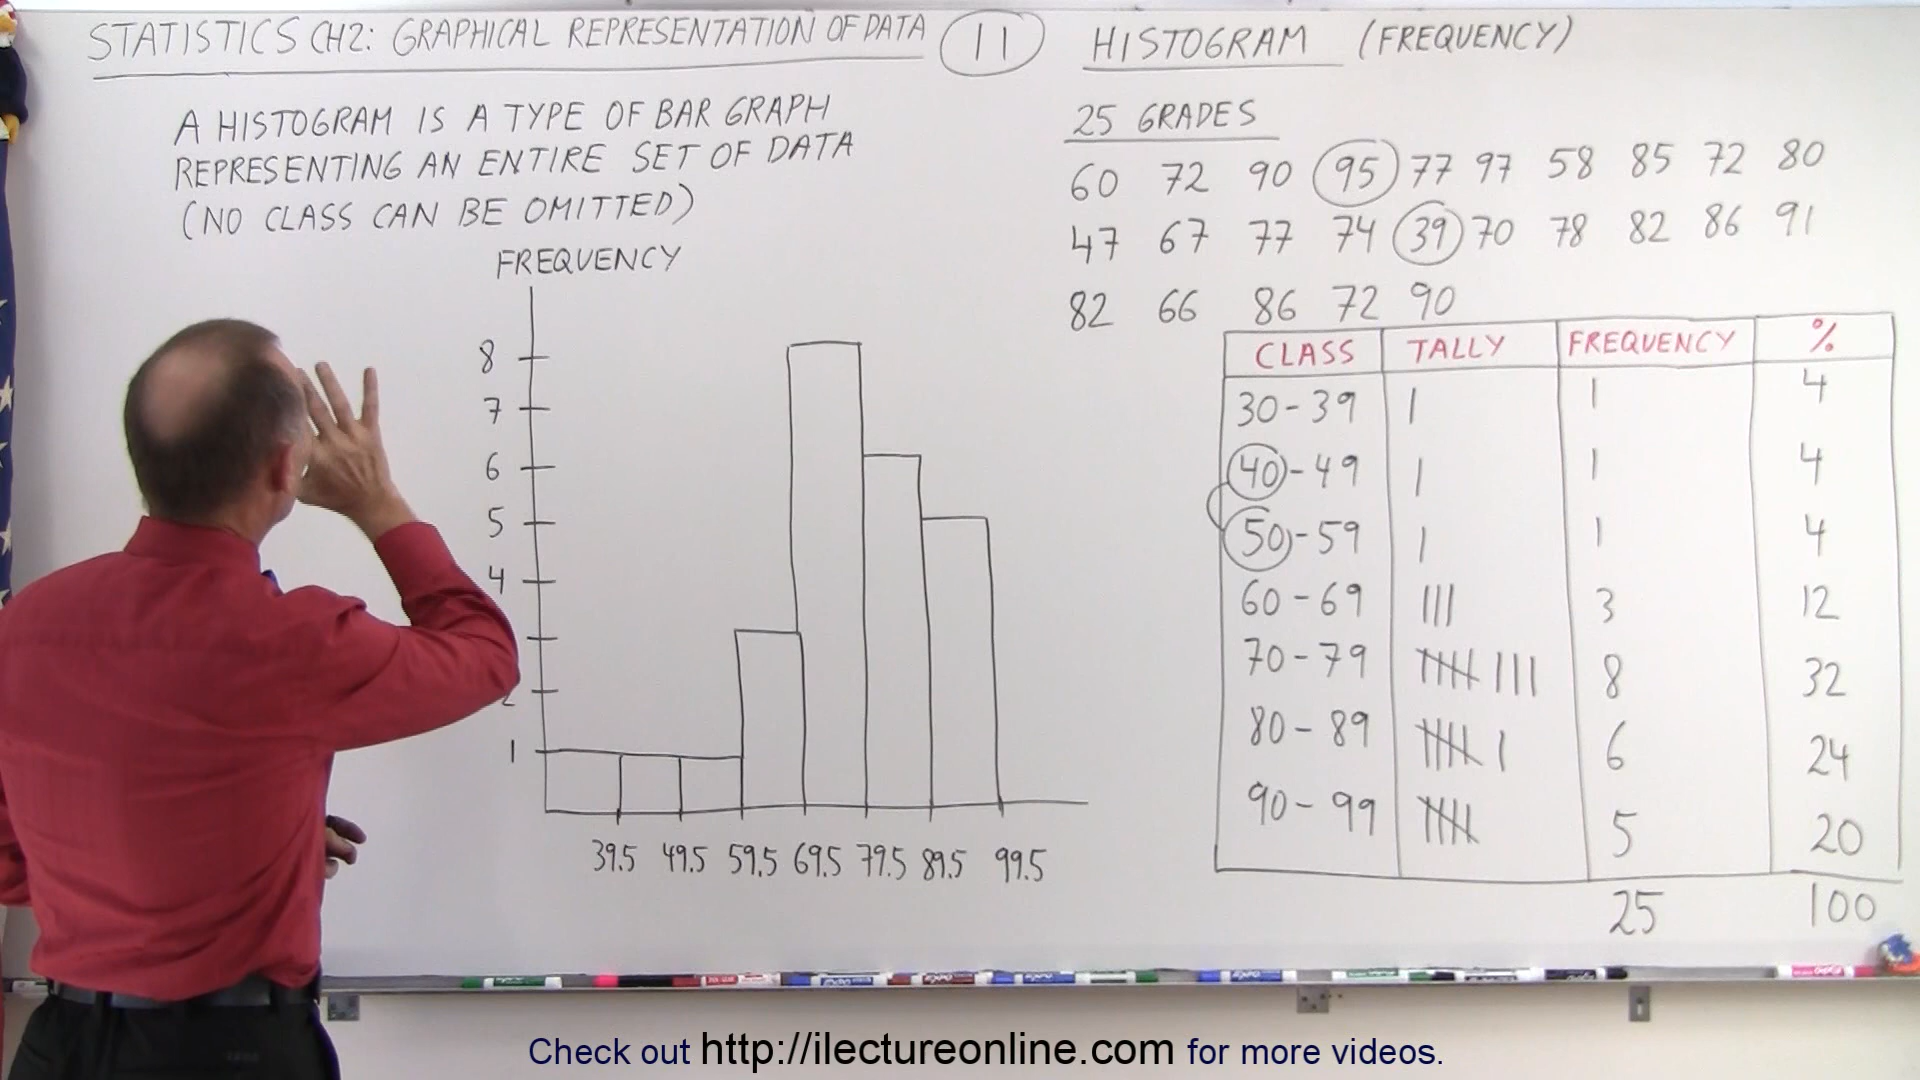 STATISTICS CH2: GRAPHICAL REPRESENTATION OF DATA 11 HISTOGRAM (FREQUENCY)
A HISTOGRAM IS A TYPE OF BAR GRAPH
REPRESENTING AN ENTIRE SET OF DATA
(NO CLASS CAN BE OMITTED)
FREQUENCY
8
7
6
5
4
2
1
39.5 49.5 59.5 69.5 79.5 89.5 99.5
25 GRADES
60 72 90 95 77 97 58 85 72 80
47 67 77 74 39 70 78 82 86 91
82 66 86 72 90
CLASS TALLY FREQUENCY %
30-39 | 1 4
40-49 | 1 4
50-59 | 1 4
60-69 ||| 3 12
70-79 |||| ||| 8 32
80-89 |||| | 6 24
90-99 |||| 5 20
25 100
Check out http://ilectureonline.com for more videos.